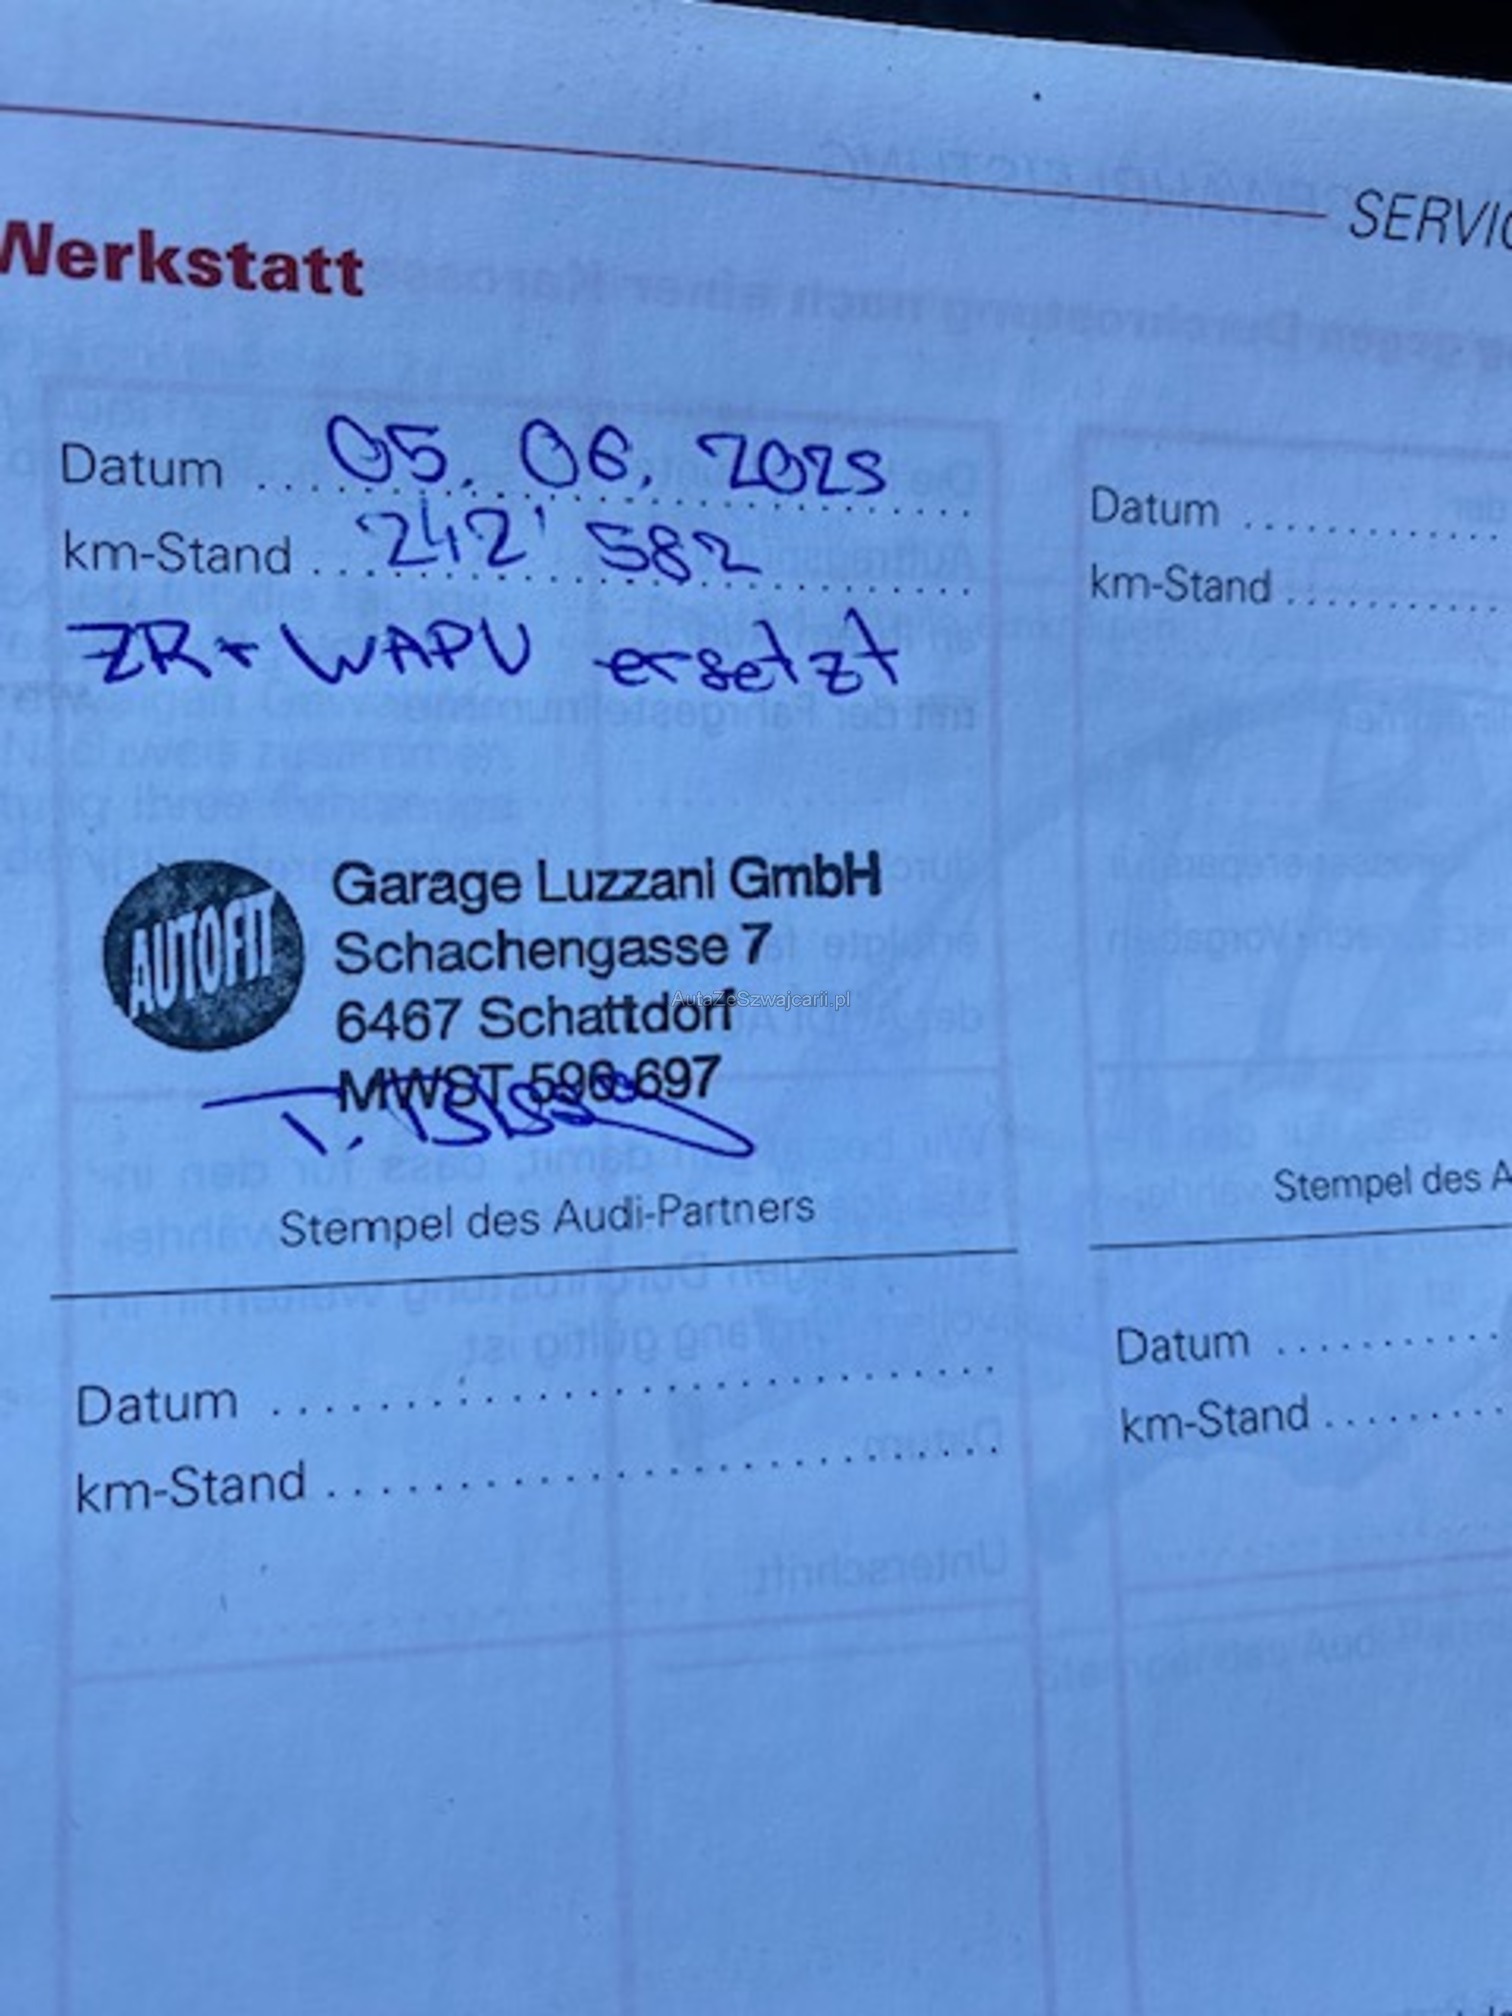 SERVIC
Werkstatt
Datum 05.06.2025
km-Stand 242'582
ZR + WAPU ersetzt
AUTOFIT
Garage Luzzani GmbH
Schachengasse 7
6467 Schattdorf
MWST 596 697
Stempel des Audi-Partners
Datum
km-Stand
Datum
km-Stand
Stempel des A
Datum
km-Stand
AutaZeSzwajcarii.pl